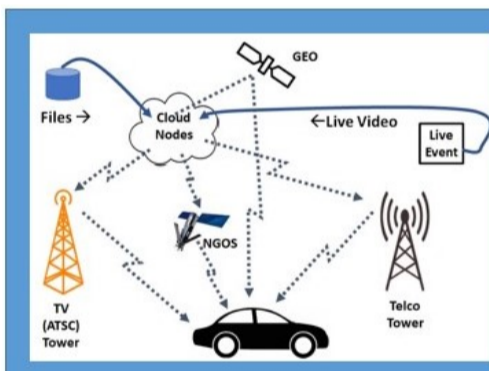 GEO
Files →
Cloud
Nodes
←Live Video
Live
Event
NGOS
TV
(ATSC)
Tower
Telco
Tower